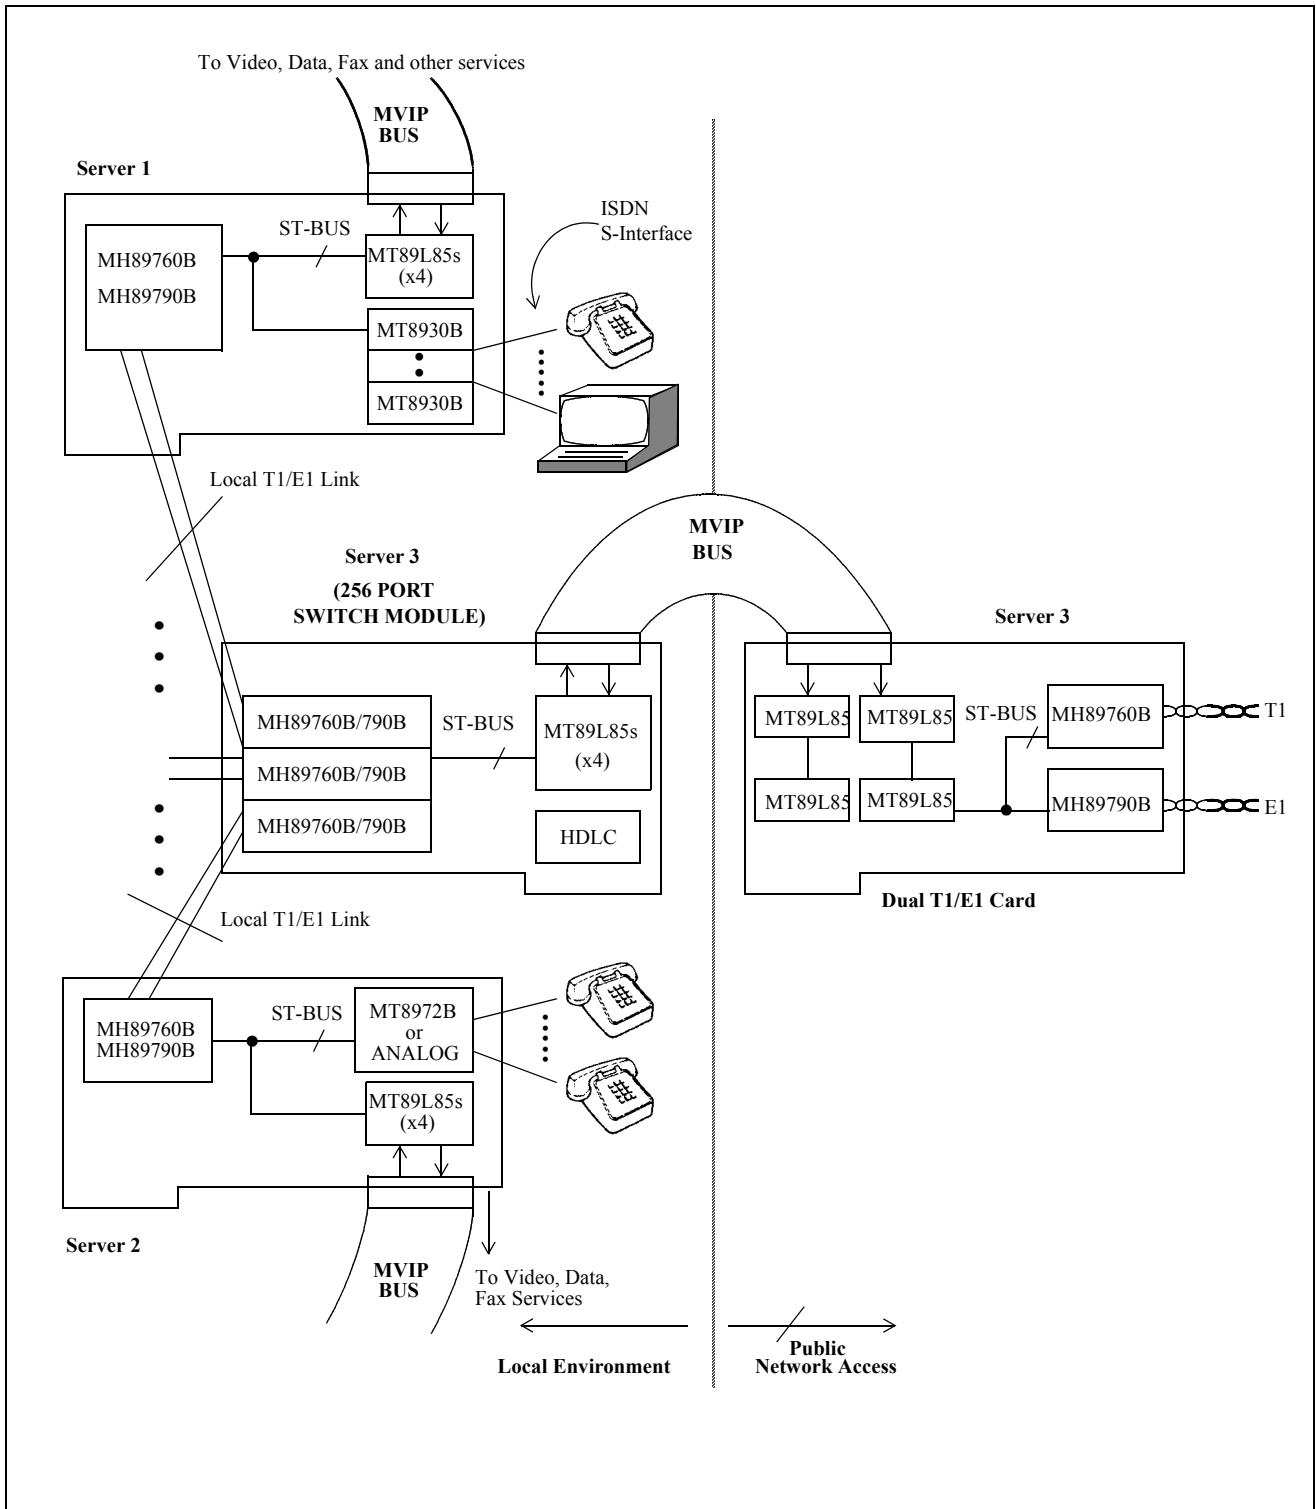 To Video, Data, Fax and other services
MVIP
BUS
Server 1
ISDN
S-Interface
ST-BUS
MH89760B
MH89790B
MT89L85s
(x4)
MT8930B
MT8930B
Local T1/E1 Link
MVIP
BUS
Server 3
(256 PORT
SWITCH MODULE)
Server 3
MH89760B/790B
MH89760B/790B
MH89760B/790B
ST-BUS
MT89L85s
(x4)
HDLC
MT89L85
MT89L85
MT89L85
MT89L85
ST-BUS
MH89760B
T1
MH89790B
E1
Dual T1/E1 Card
Local T1/E1 Link
MH89760B
MH89790B
ST-BUS
MT8972B
or
ANALOG
MT89L85s
(x4)
Server 2
MVIP
BUS
To Video, Data,
Fax Services
Local Environment
Public
Network Access